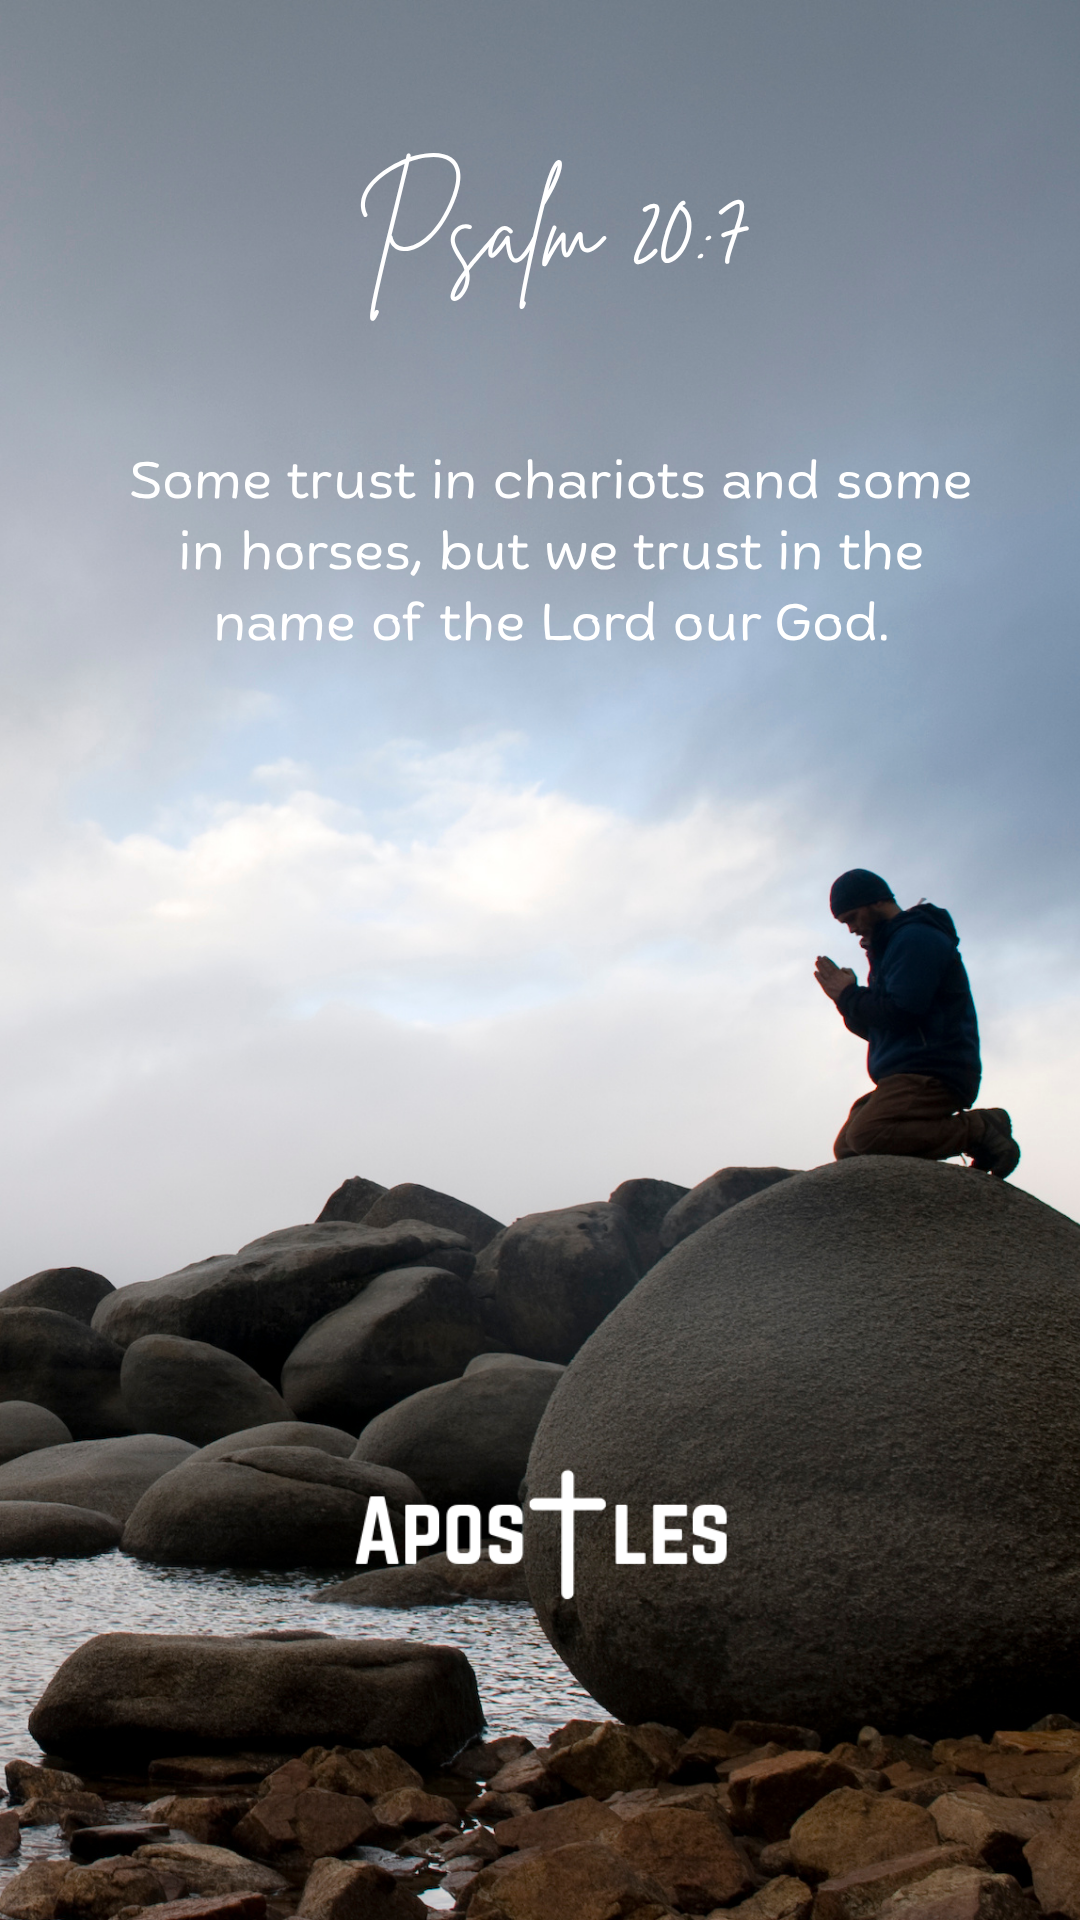 Psalm 20:7
Some trust in chariots and some
in horses, but we trust in the
name of the Lord our God.
APOSTLES